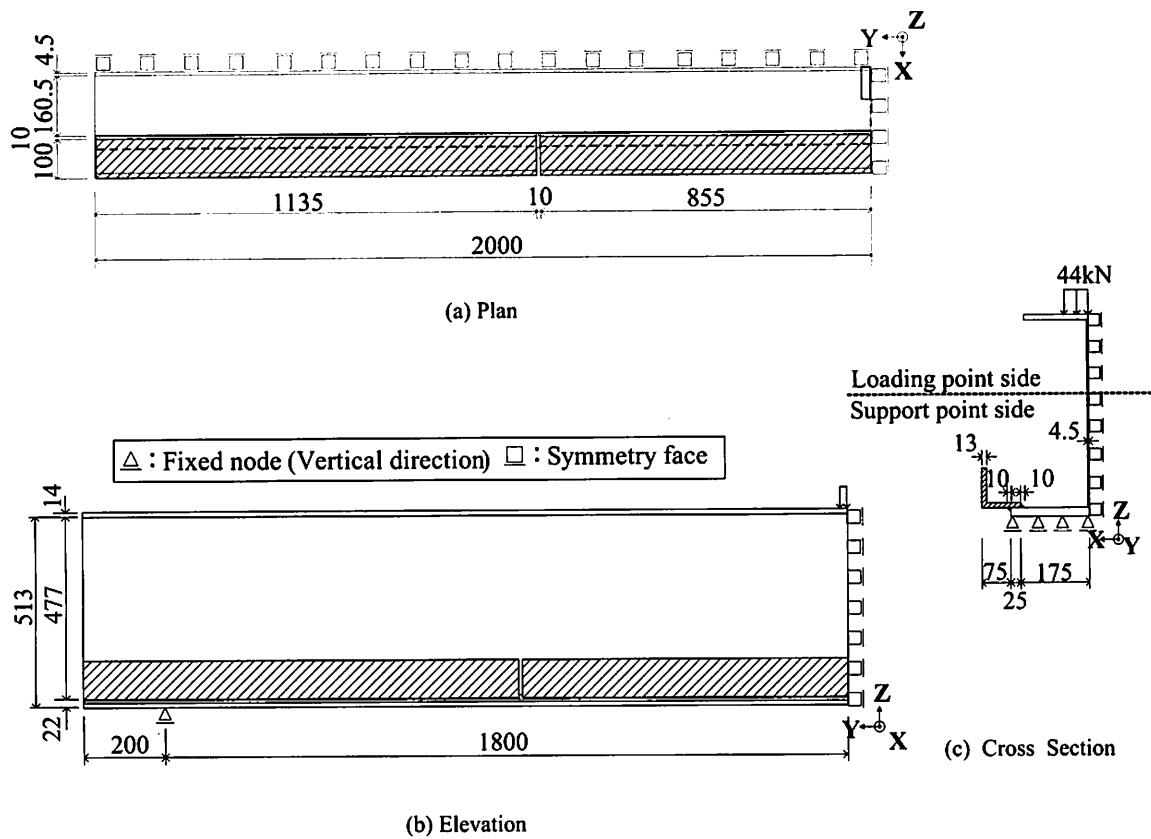 4.5
160.5
10
100
Z
Y
X
1135
10
855
2000
(a) Plan
44kN
Loading point side
Support point side
4.5
13
10
10
Z
X
Y
75
175
25
(c) Cross Section
△ : Fixed node (Vertical direction) □ : Symmetry face
14
513
477
22
200
1800
Z
Y
X
(b) Elevation